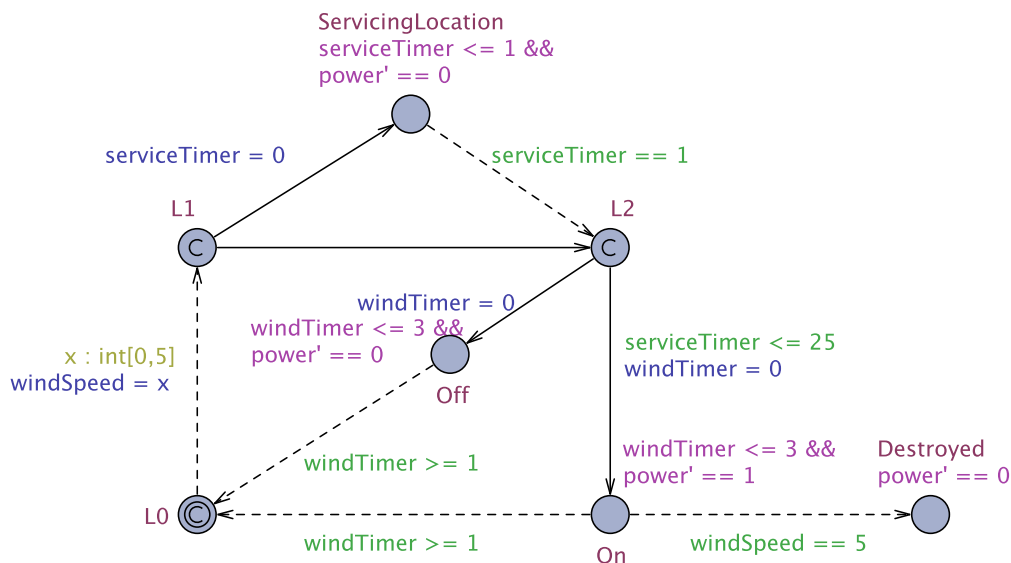 ServicingLocation
serviceTimer <= 1 &&
power' == 0
serviceTimer = 0
serviceTimer == 1
L1
L2
C
C
windTimer = 0
windTimer <= 3 &&
power' == 0
serviceTimer <= 25
windTimer = 0
x : int[0,5]
windSpeed = x
Off
windTimer >= 1
windTimer <= 3 &&
power' == 1
Destroyed
power' == 0
L0
C
windTimer >= 1
On
windSpeed == 5